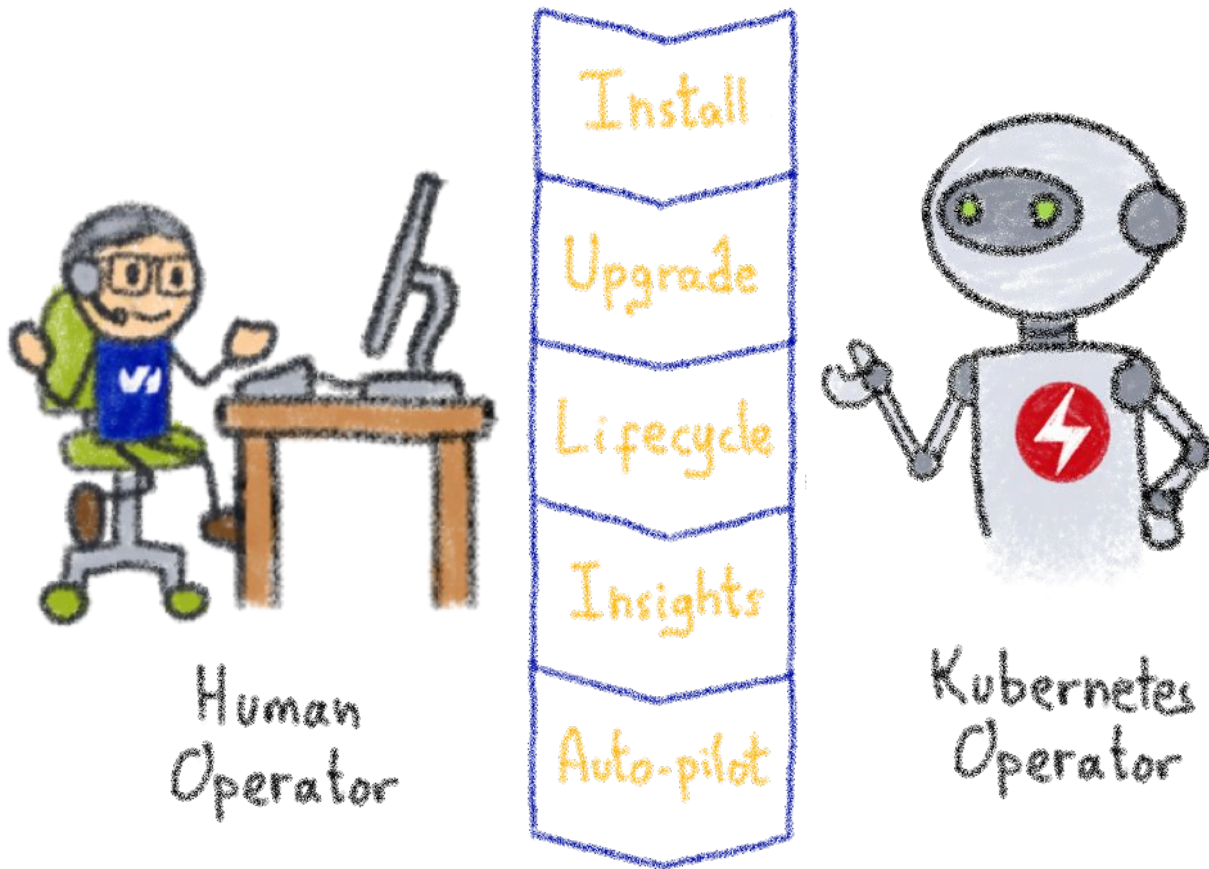 Install
Upgrade
Lifecycle
Insights
Auto-pilot
Human
Operator
Kubernetes
Operator